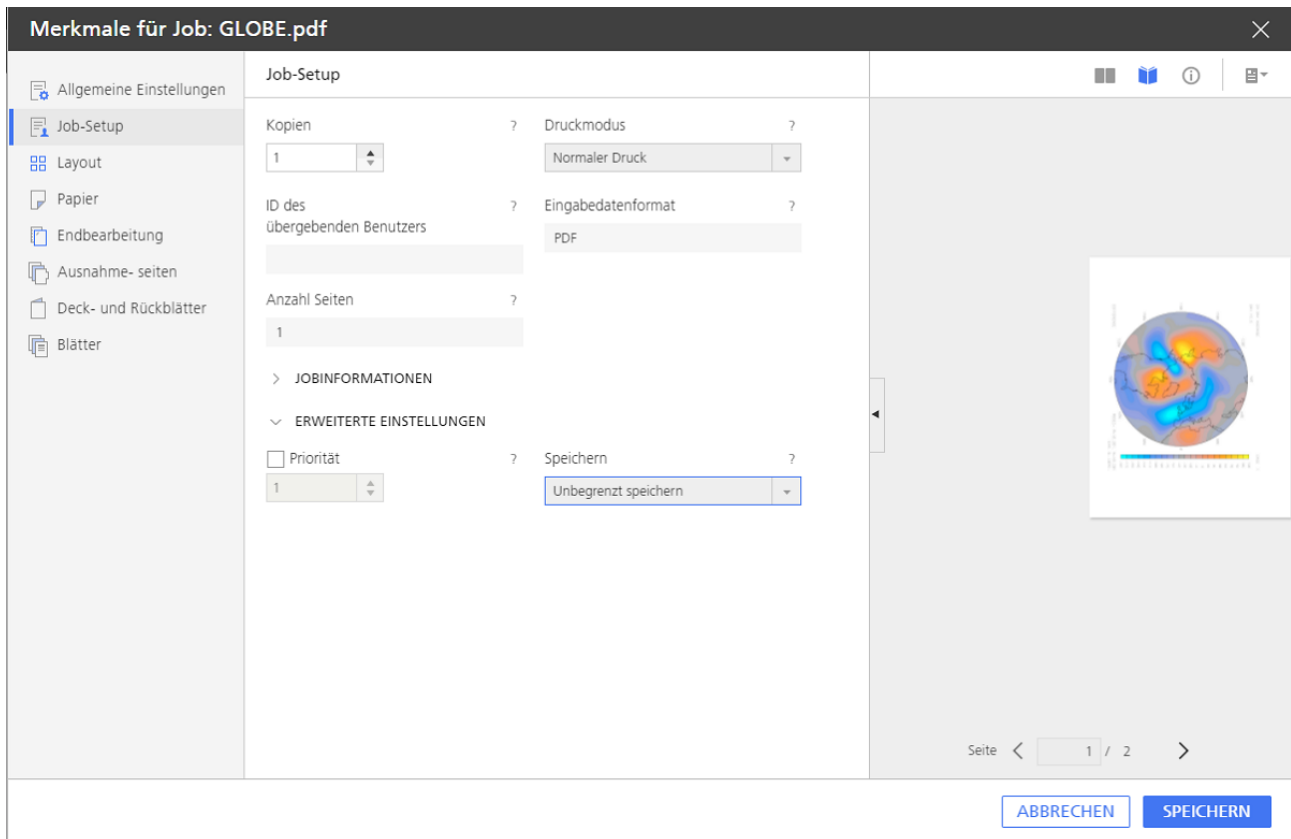 Merkmale für Job: GLOBE.pdf
Allgemeine Einstellungen
Job-Setup
Layout
Papier
Endbearbeitung
Ausnahme- seiten
Deck- und Rückblätter
Blätter
Job-Setup
Kopien ?
1
Druckmodus ?
Normaler Druck
ID des
übergebenden Benutzers ?
Eingabedatenformat ?
PDF
Anzahl Seiten ?
1
JOBINFORMATIONEN
ERWEITERTE EINSTELLUNGEN
Priorität ?
1
Speichern ?
Unbegrenzt speichern
Seite 1 / 2
ABBRECHEN
SPEICHERN